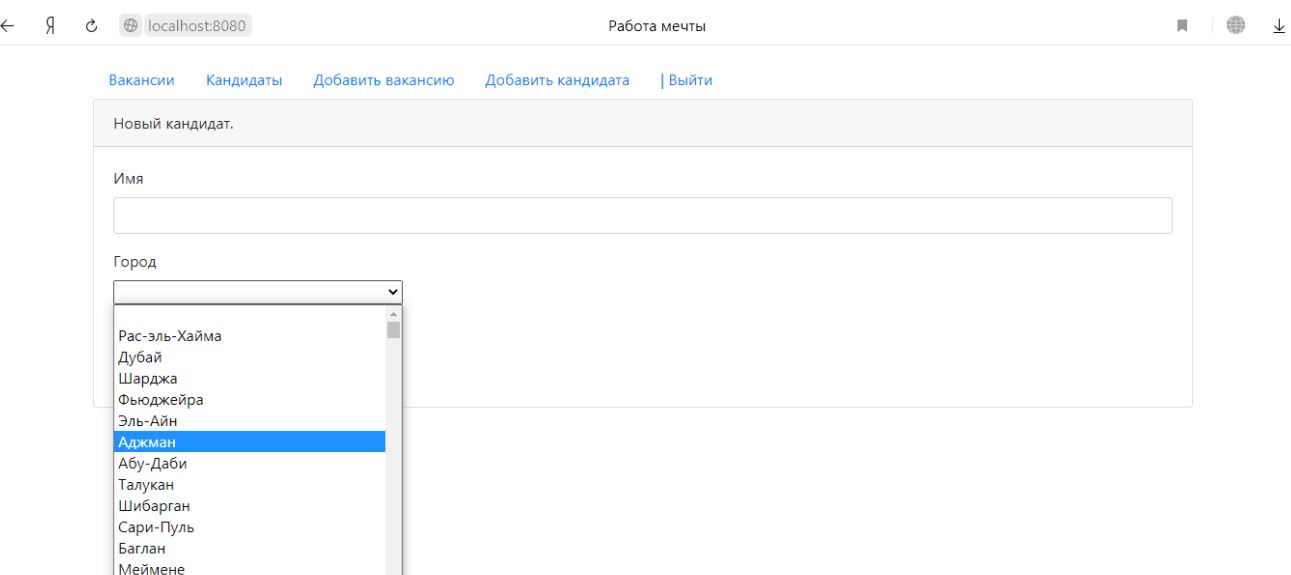 Я localhost:8080 Работа мечты
Вакансии Кандидаты Добавить вакансию Добавить кандидата | Выйти
Новый кандидат.
Имя
Город
Рас-эль-Хайма
Дубай
Шарджа
Фьюджейра
Эль-Айн
Аджман
Абу-Даби
Талукан
Шибарган
Сари-Пуль
Баглан
Меймене